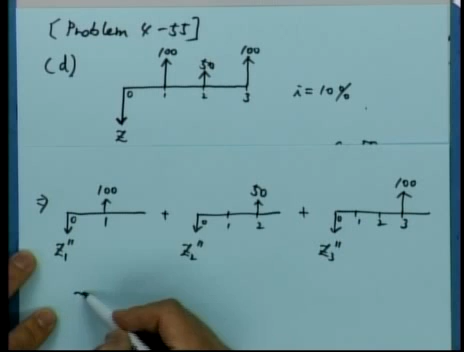 [Problem 4-55]
(d)
100 50 100
0 1 2 3
i = 10%
Z
⇒ 100 + 50 + 100
0 1 0 1 2 0 1 2 3
Z₁" Z₂" Z₃"